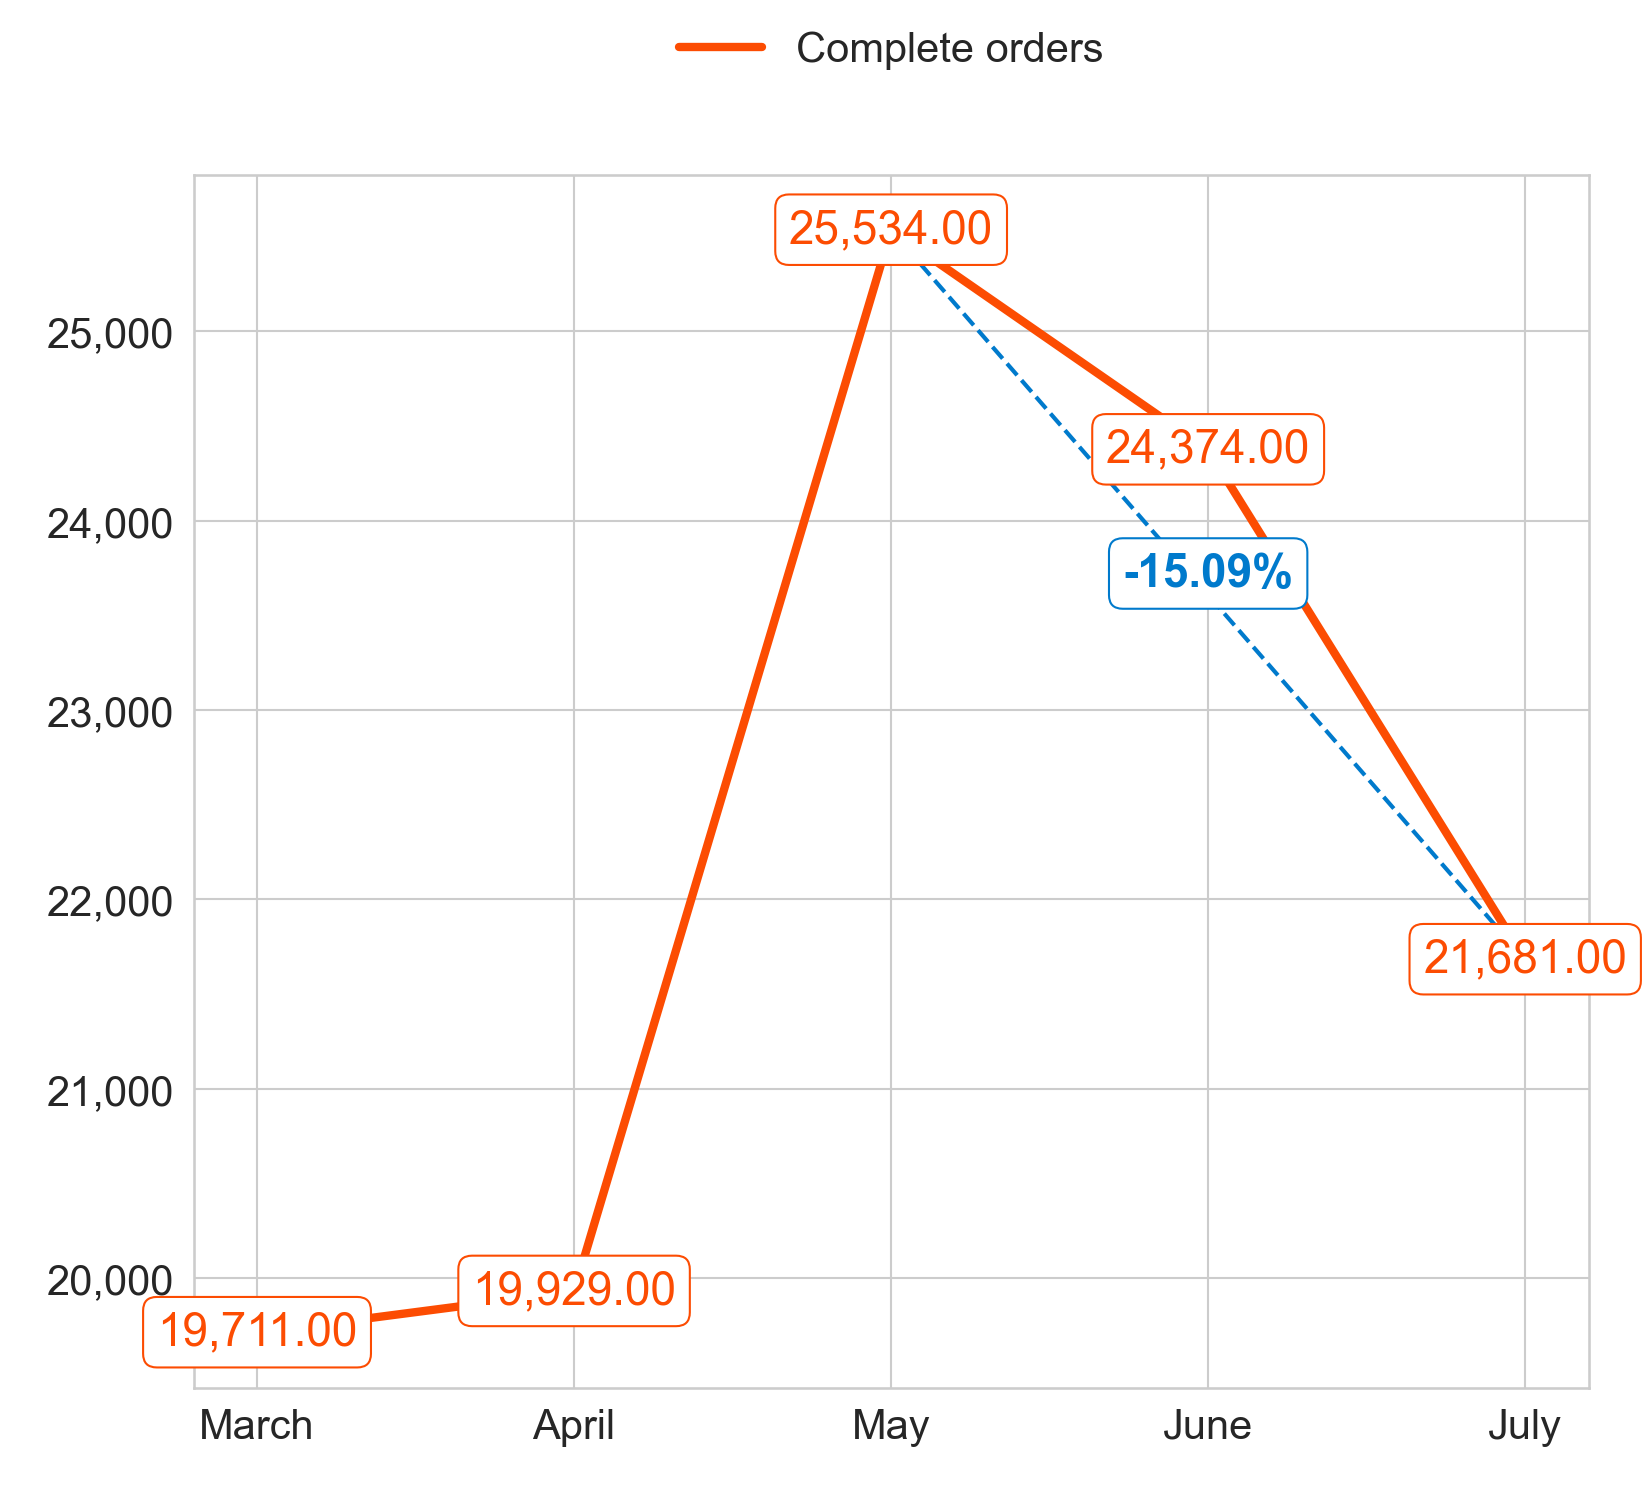 Complete orders
25,534.00
25,000
24,374.00
24,000
-15.09%
23,000
22,000
21,681.00
21,000
20,000
19,929.00
19,711.00
March
April
May
June
July